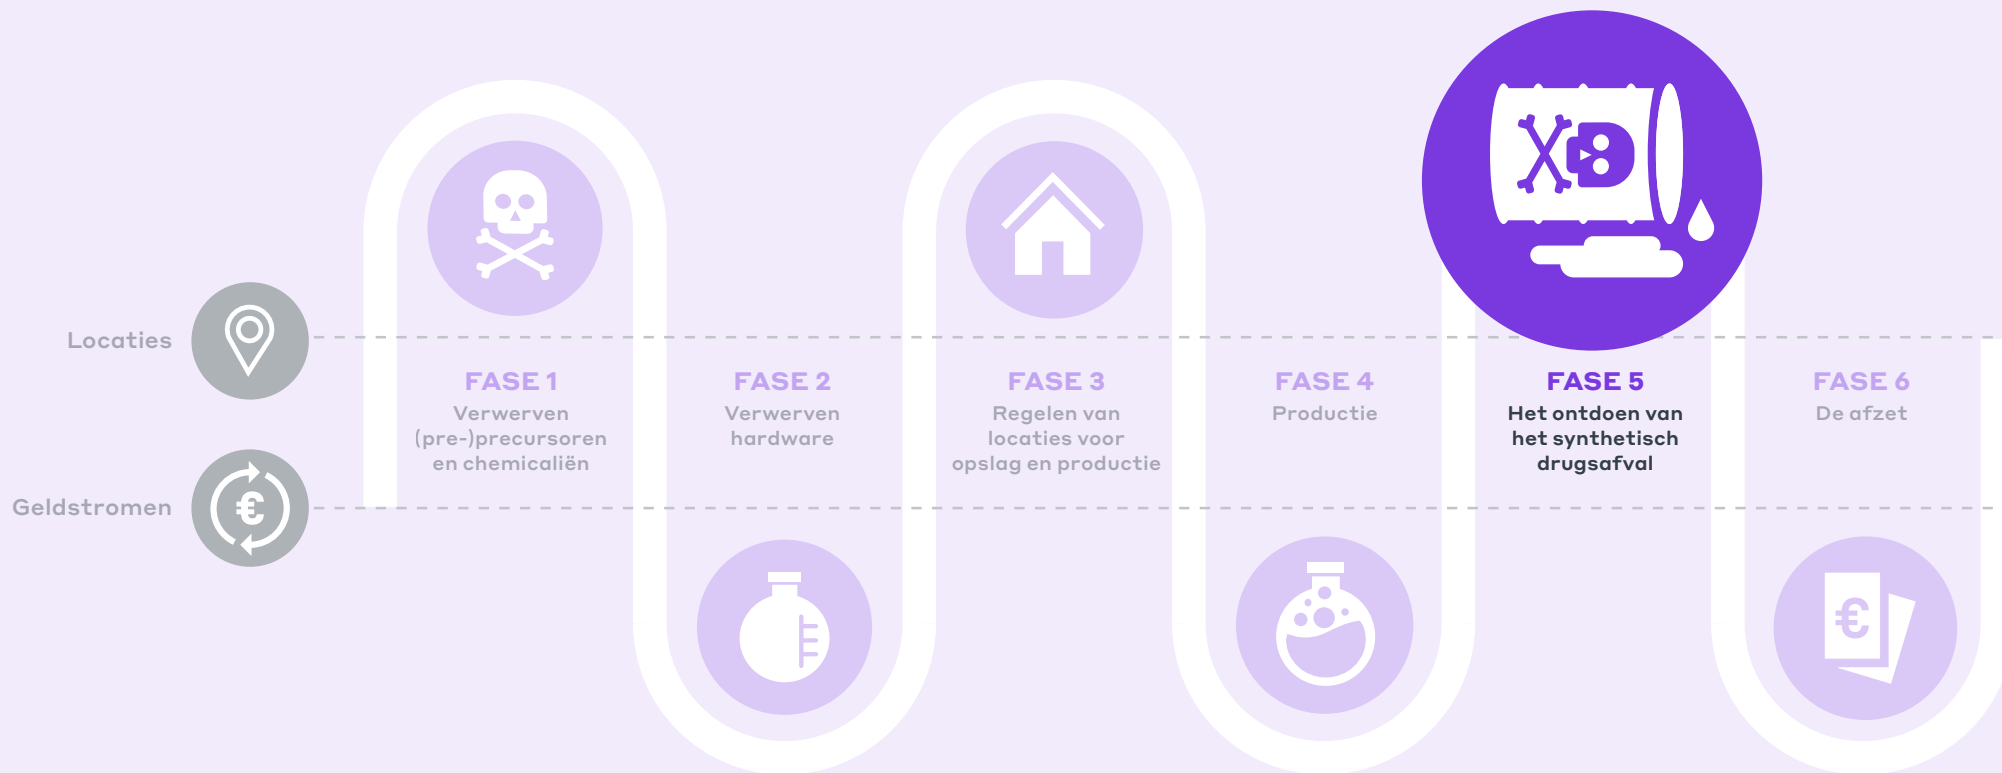 Locaties
Geldstromen
FASE 1
Verwerven
(pre-)precursoren
en chemicaliën
FASE 2
Verwerven
hardware
FASE 3
Regelen van
locaties voor
opslag en productie
FASE 4
Productie
FASE 5
Het ontdoen van
het synthetisch
drugsafval
FASE 6
De afzet
€
€